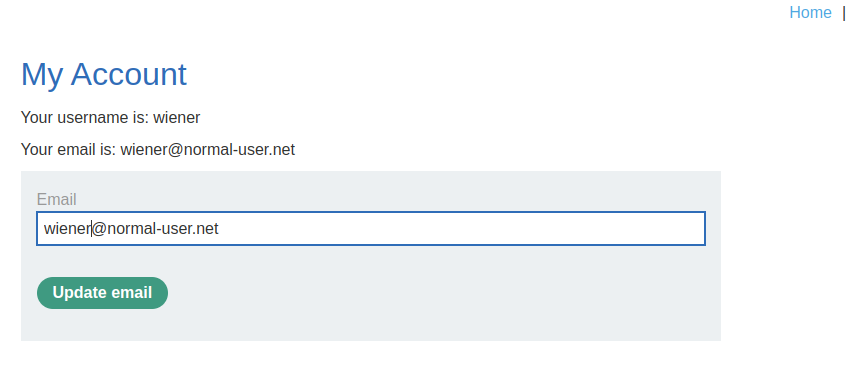 Home |
My Account
Your username is: wiener
Your email is: wiener@normal-user.net
Email
wiener@normal-user.net
Update email